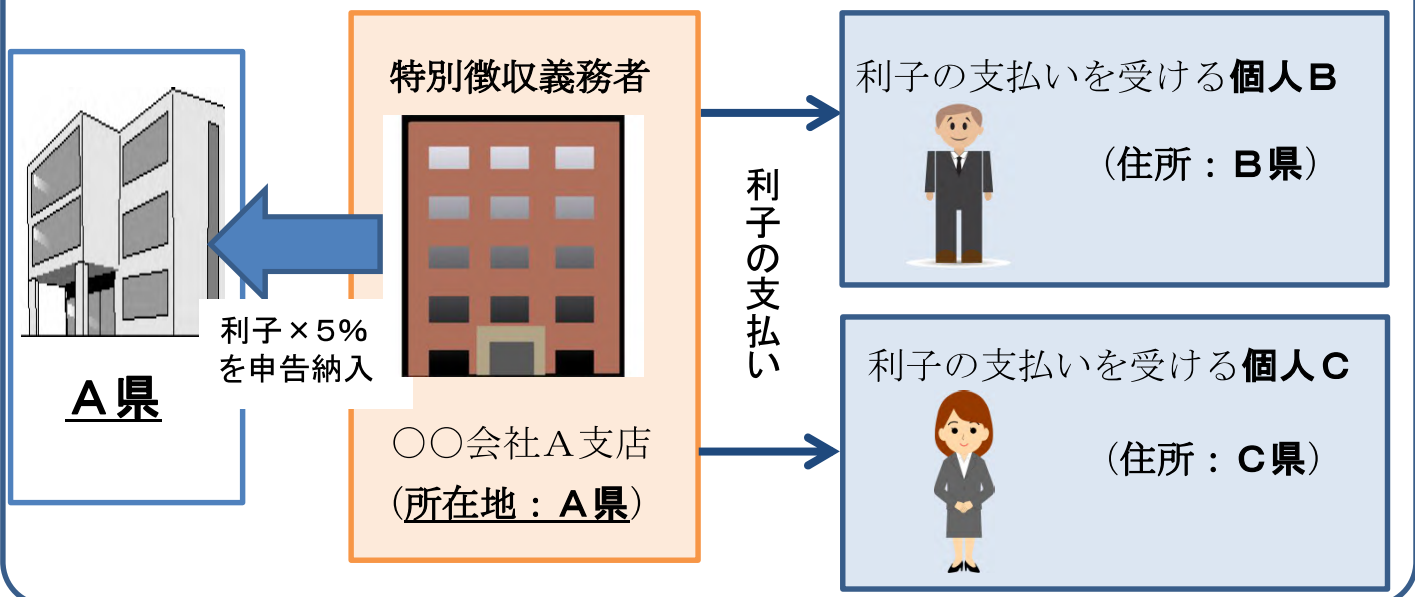 特別徴収義務者
利子×5%
を申告納入
A県
〇〇会社A支店
(所在地:A県)
利子の支払い
利子の支払いを受ける個人B
(住所:B県)
利子の支払いを受ける個人C
(住所:C県)